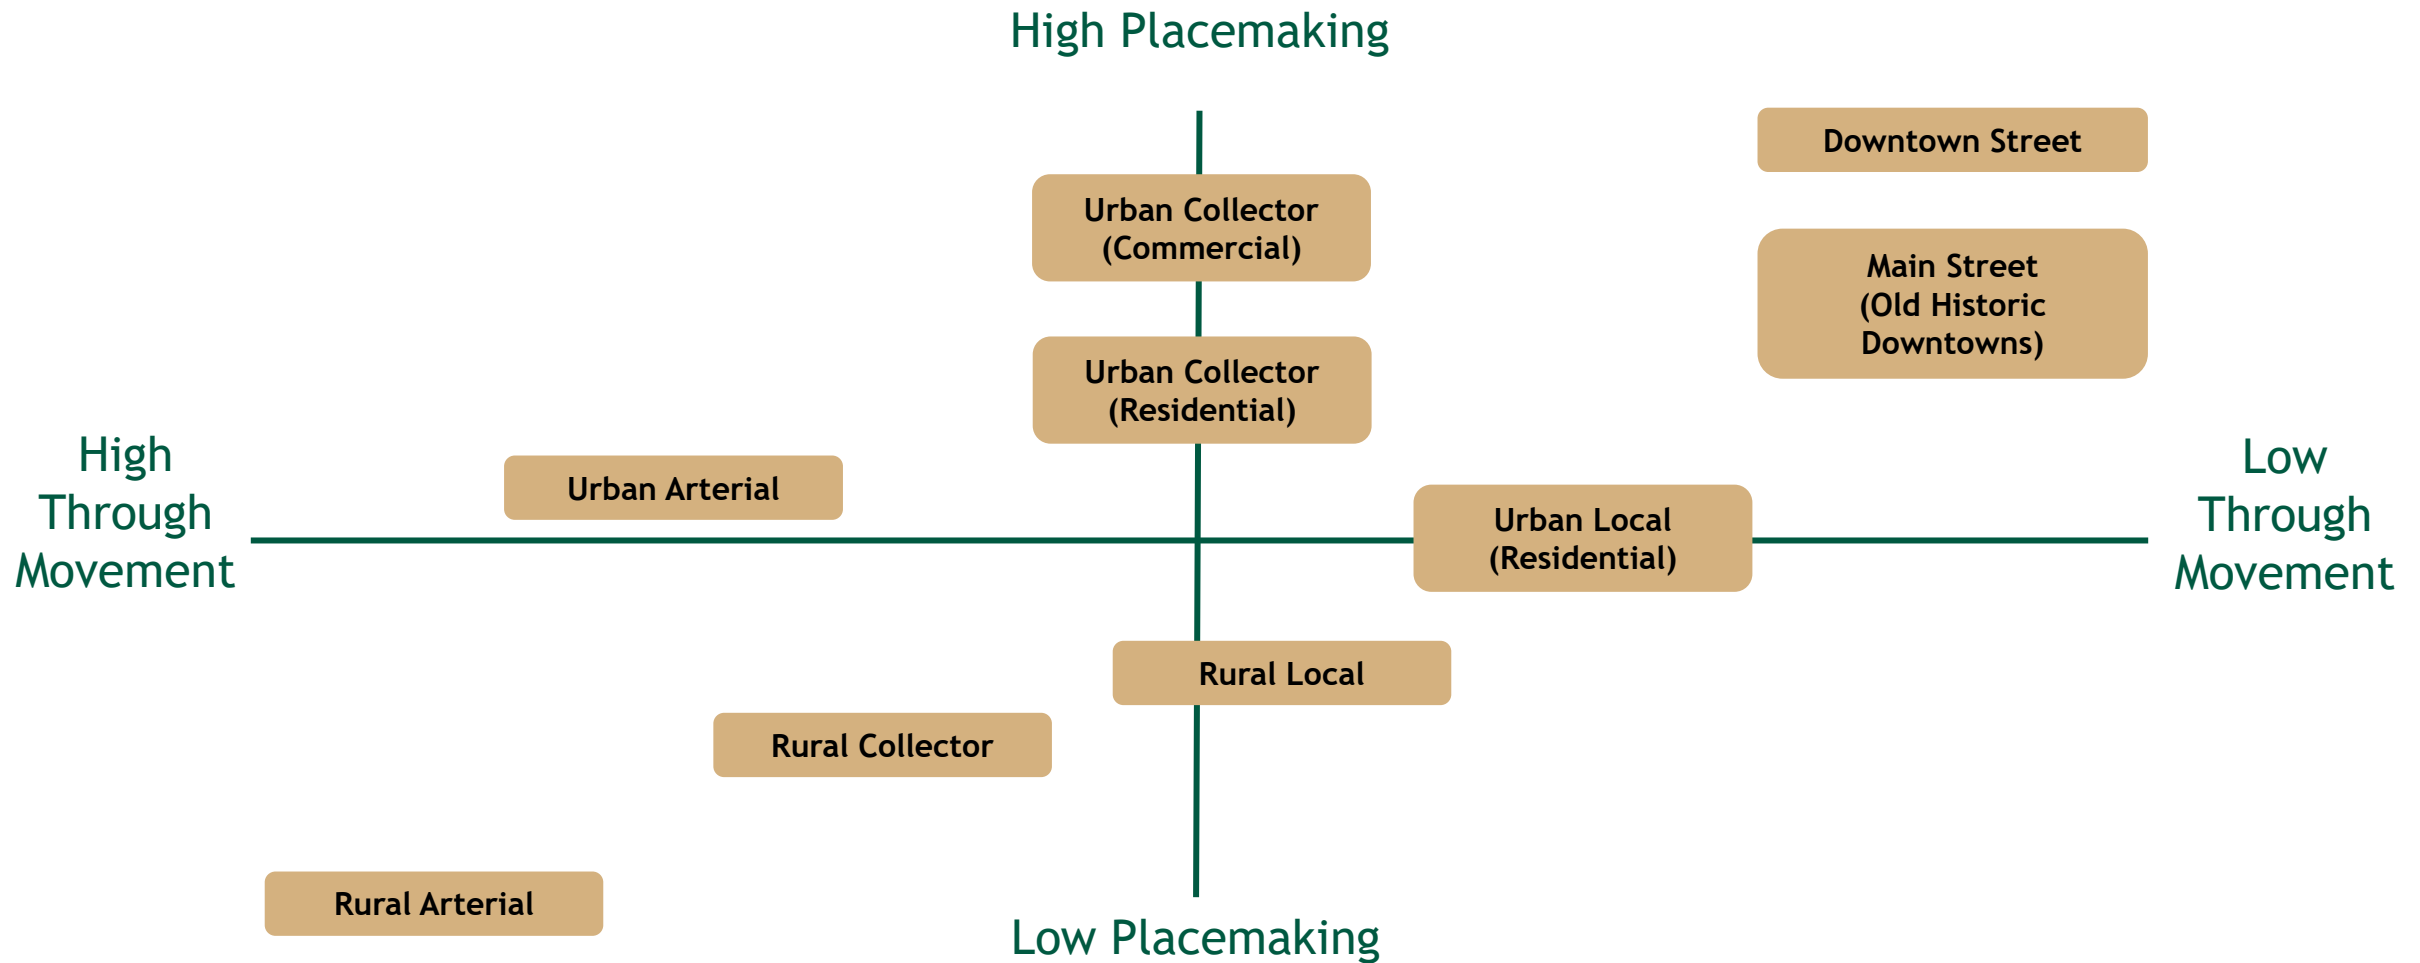 High Placemaking
Downtown Street
Urban Collector
(Commercial)
Main Street
(Old Historic
Downtowns)
Urban Collector
(Residential)
High
Through
Movement
Urban Arterial
Low
Through
Movement
Urban Local
(Residential)
Rural Local
Rural Collector
Rural Arterial
Low Placemaking